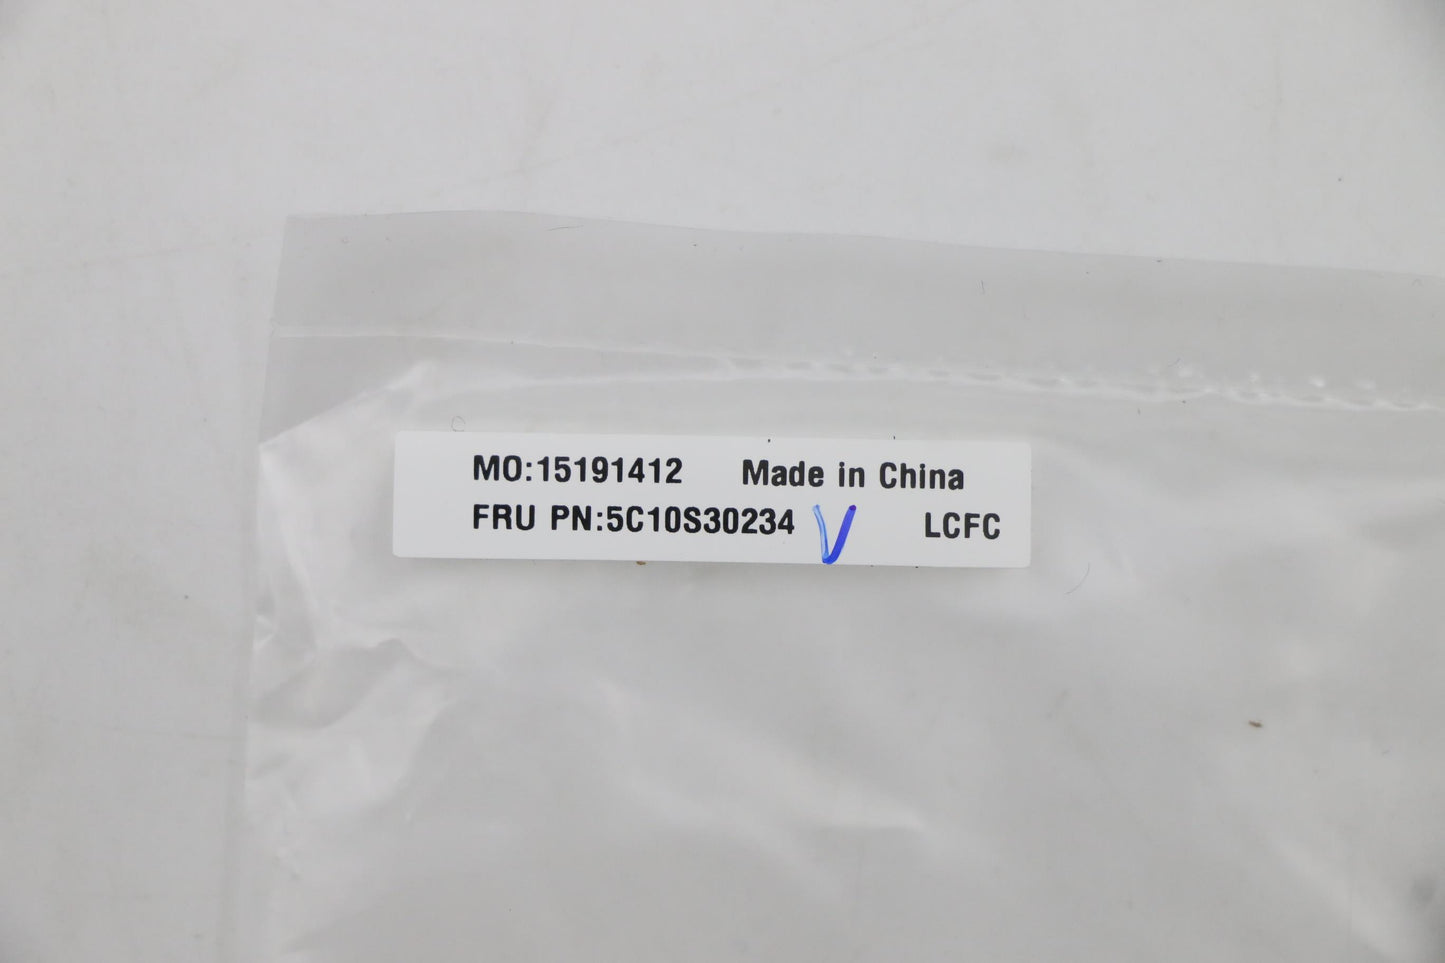 MO:15191412 Made in China
FRU PN:5C10S30234 V LCFC